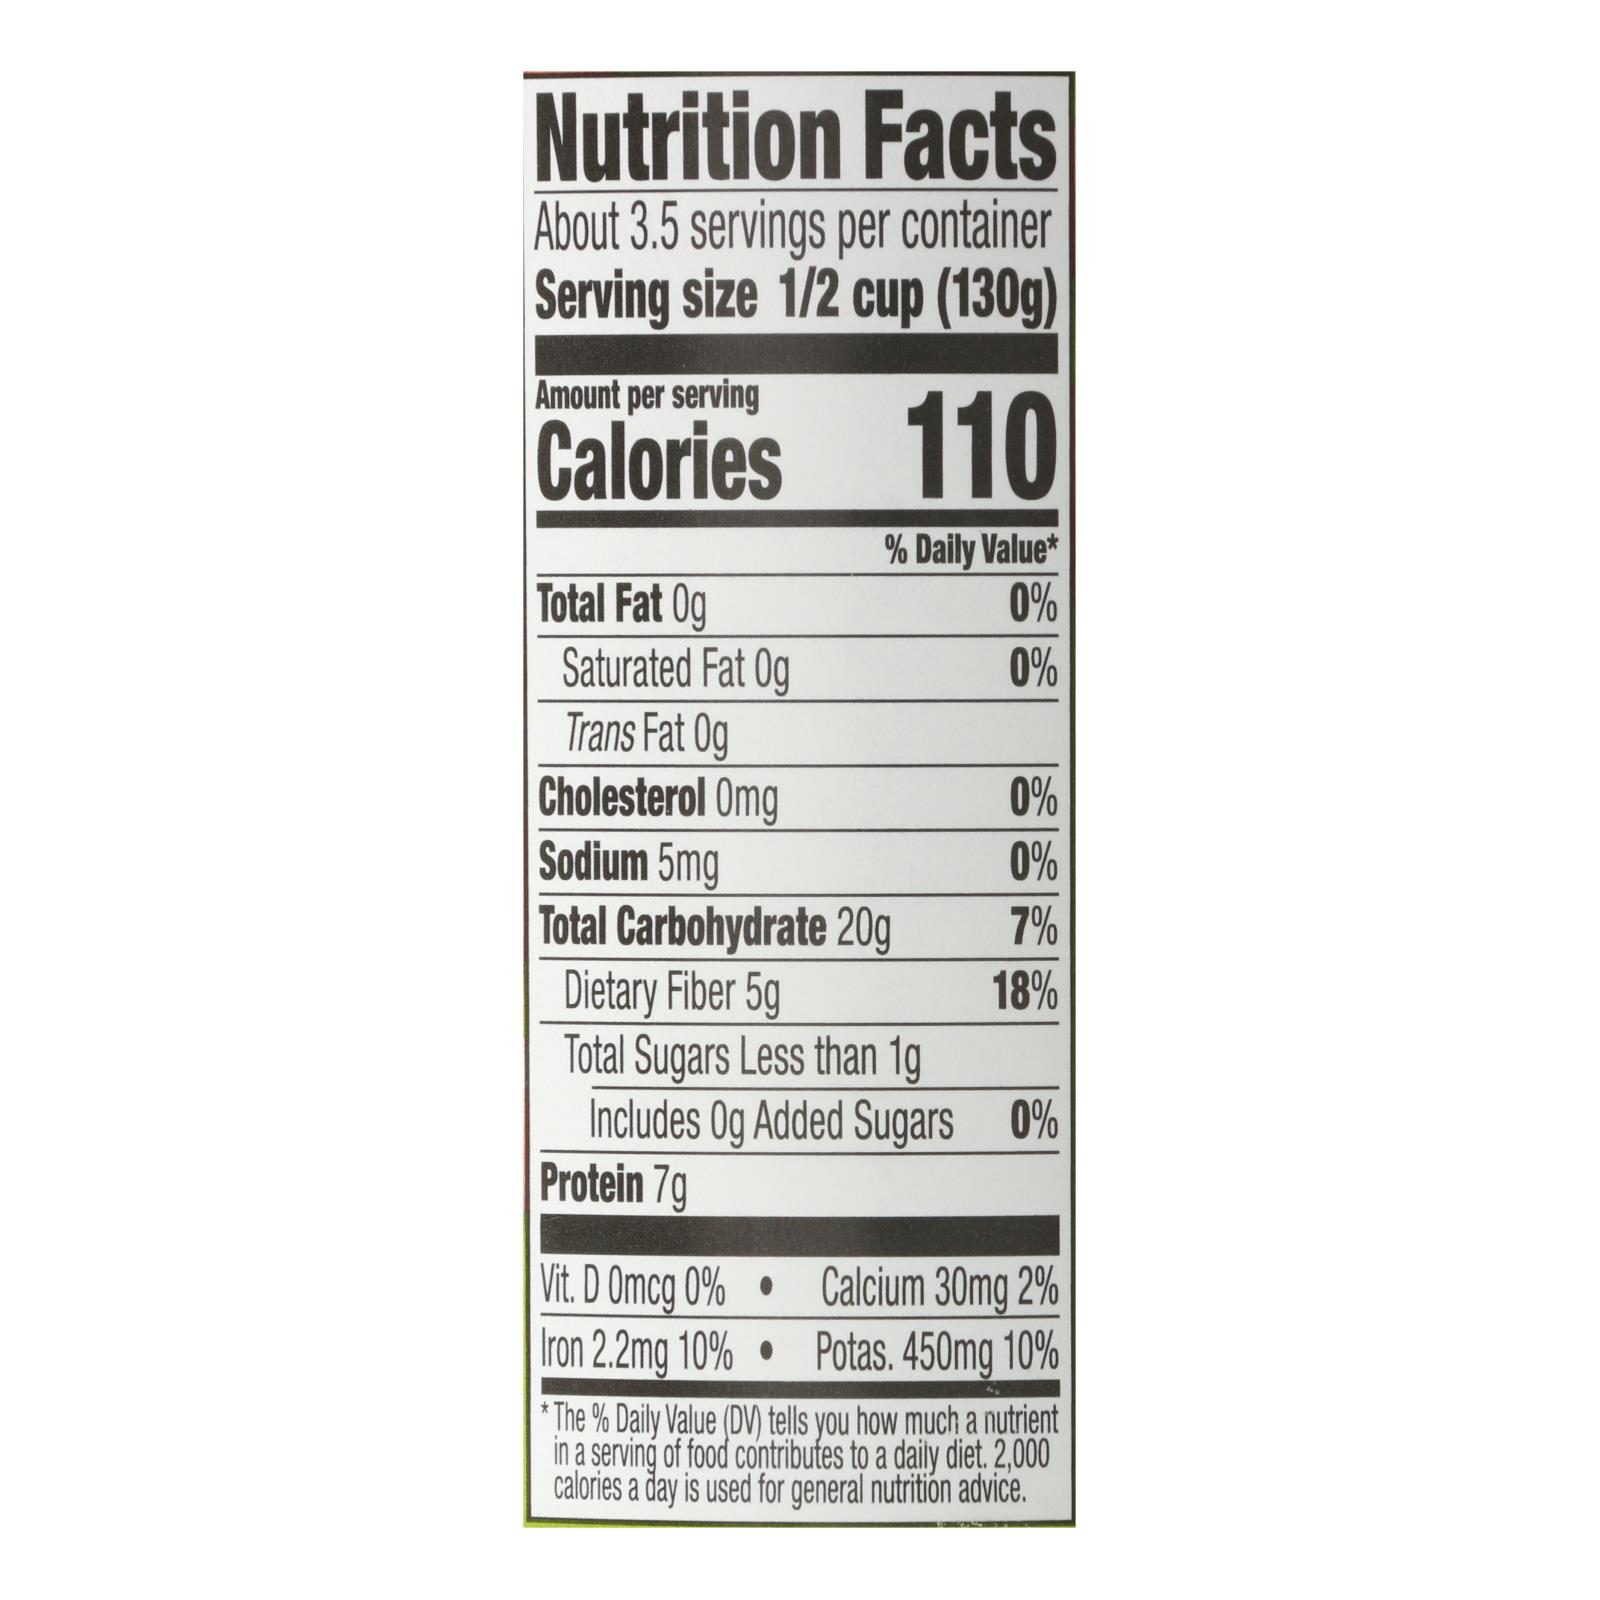 Nutrition Facts
About 3.5 servings per container
Serving size 1/2 cup (130g)
Amount per serving
Calories 110
% Daily Value*
Total Fat 0g 0%
Saturated Fat 0g 0%
Trans Fat 0g
Cholesterol 0mg 0%
Sodium 5mg 0%
Total Carbohydrate 20g 7%
Dietary Fiber 5g 18%
Total Sugars Less than 1g
Includes 0g Added Sugars 0%
Protein 7g
Vit. D 0mcg 0% • Calcium 30mg 2%
Iron 2.2mg 10% • Potas. 450mg 10%
* The % Daily Value (DV) tells you how much a nutrient
in a serving of food contributes to a daily diet. 2,000
calories a day is used for general nutrition advice.